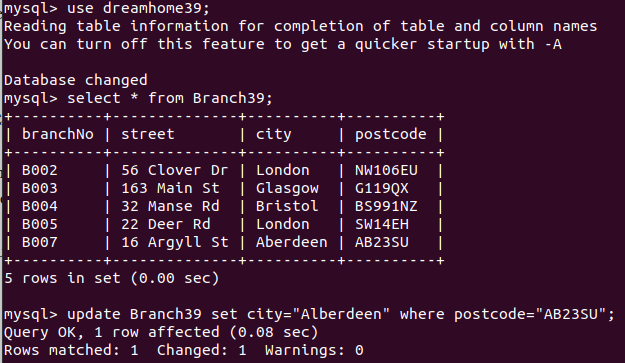 mysql> use dreamhome39;
Reading table information for completion of table and column names
You can turn off this feature to get a quicker startup with -A

Database changed
mysql> select * from Branch39;
+----------+--------------+----------+----------+
| branchNo | street       | city     | postcode |
+----------+--------------+----------+----------+
| B002     | 56 Clover Dr | London   | NW106EU  |
| B003     | 163 Main St  | Glasgow  | G119QX   |
| B004     | 32 Manse Rd  | Bristol  | BS991NZ  |
| B005     | 22 Deer Rd   | London   | SW14EH   |
| B007     | 16 Argyll St | Aberdeen | AB23SU   |
+----------+--------------+----------+----------+
5 rows in set (0.00 sec)

mysql> update Branch39 set city="Alberdeen" where postcode="AB23SU";
Query OK, 1 row affected (0.08 sec)
Rows matched: 1  Changed: 1  Warnings: 0